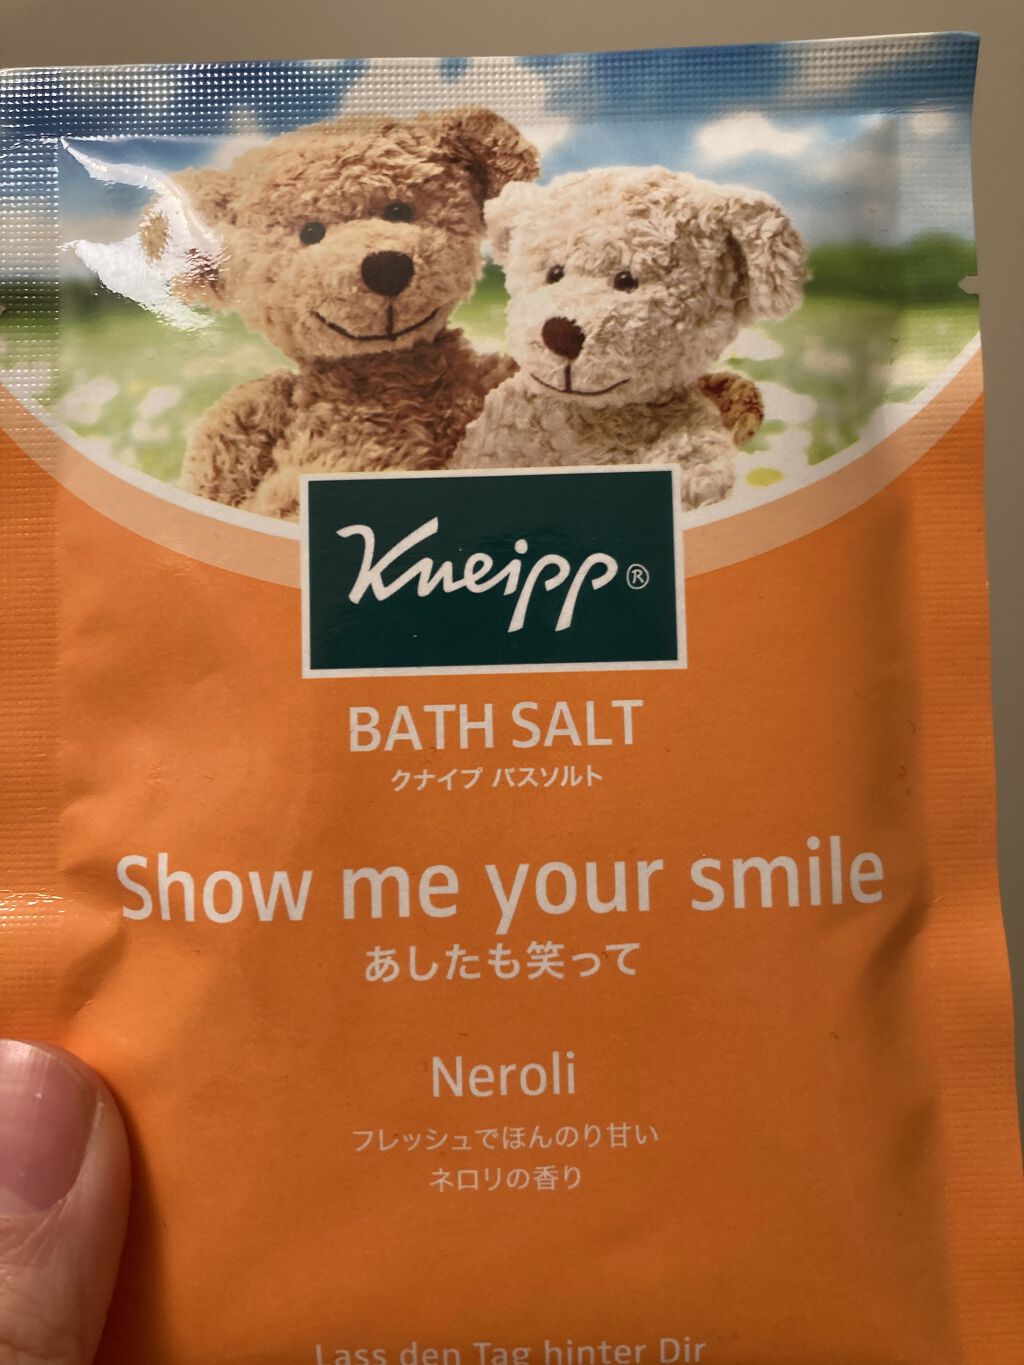 Kneipp®
BATH SALT
クナイプ バスソルト
Show me your smile
あしたも笑って
Neroli
フレッシュでほんのり甘い
ネロリの香り
Lass den Tag hinter Dir